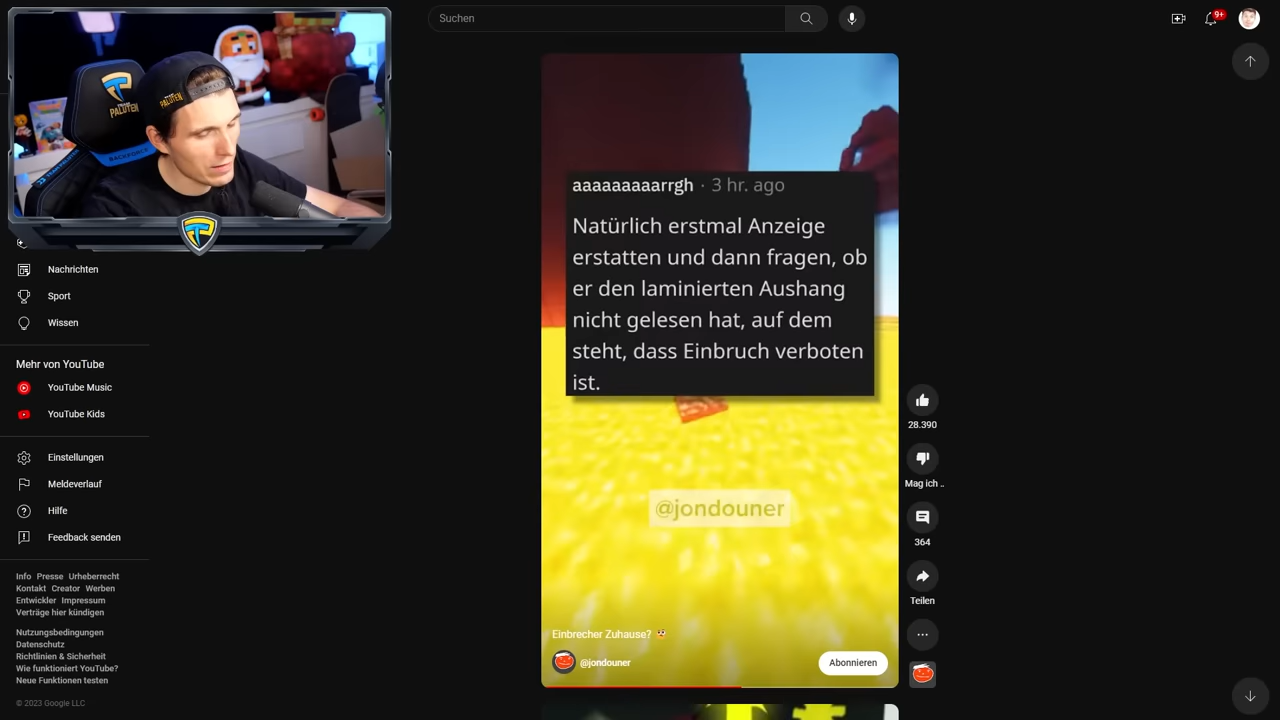 Suchen
9+
TEAM
PALUTEN
BACKFORCE
PALUTEN
aaaaaaaaarrgh · 3 hr. ago
Natürlich erstmal Anzeige
erstatten und dann fragen, ob
er den laminierten Aushang
nicht gelesen hat, auf dem
steht, dass Einbruch verboten
ist.
@jondouner
Nachrichten
Sport
Wissen
Mehr von YouTube
YouTube Music
YouTube Kids
Einstellungen
Meldeverlauf
Hilfe
Feedback senden
Info Presse Urheberrecht
Kontakt Creator Werben
Entwickler Impressum
Verträge hier kündigen
Nutzungsbedingungen
Datenschutz
Richtlinien & Sicherheit
Wie funktioniert YouTube?
Neue Funktionen testen
© 2023 Google LLC
28.390
Mag ich ..
364
Teilen
Einbrecher Zuhause?
@jondouner
Abonnieren